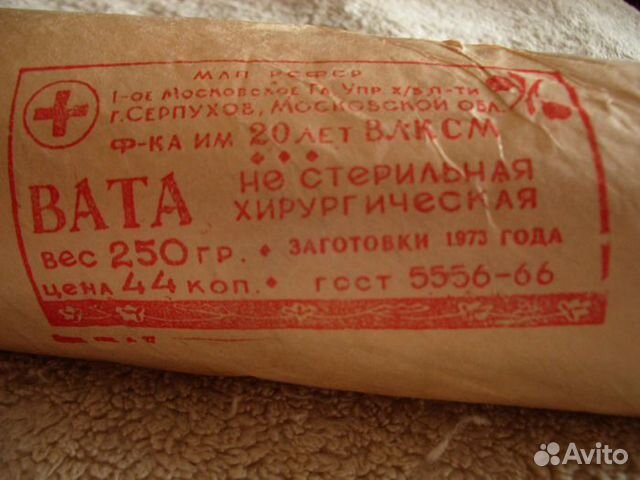 МЛП РСФСР
1-ое Московское Гл. Упр. х/б п-ти
г. Серпухов, Московской обл.
Ф-КА ИМ 20 ЛЕТ ВЛКСМ
ВАТА не стерильная
хирургическая
вес 250 гр. • ЗАГОТОВКИ 1973 ГОДА
цена 44 коп. • гост 5556-66
Avito